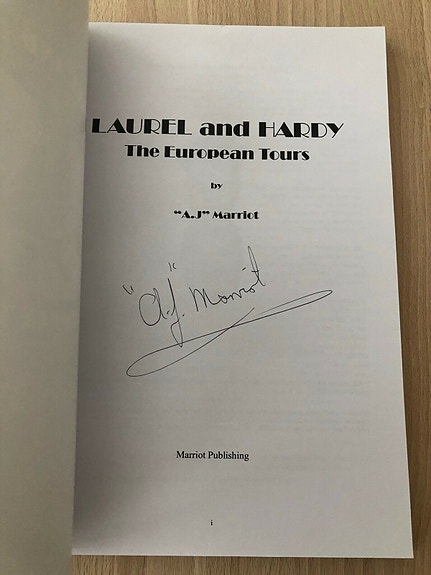 LAUREL and HARDY
The European Tours
by
“A.J” Marriot
"A.J" Marriot
Marriot Publishing
i